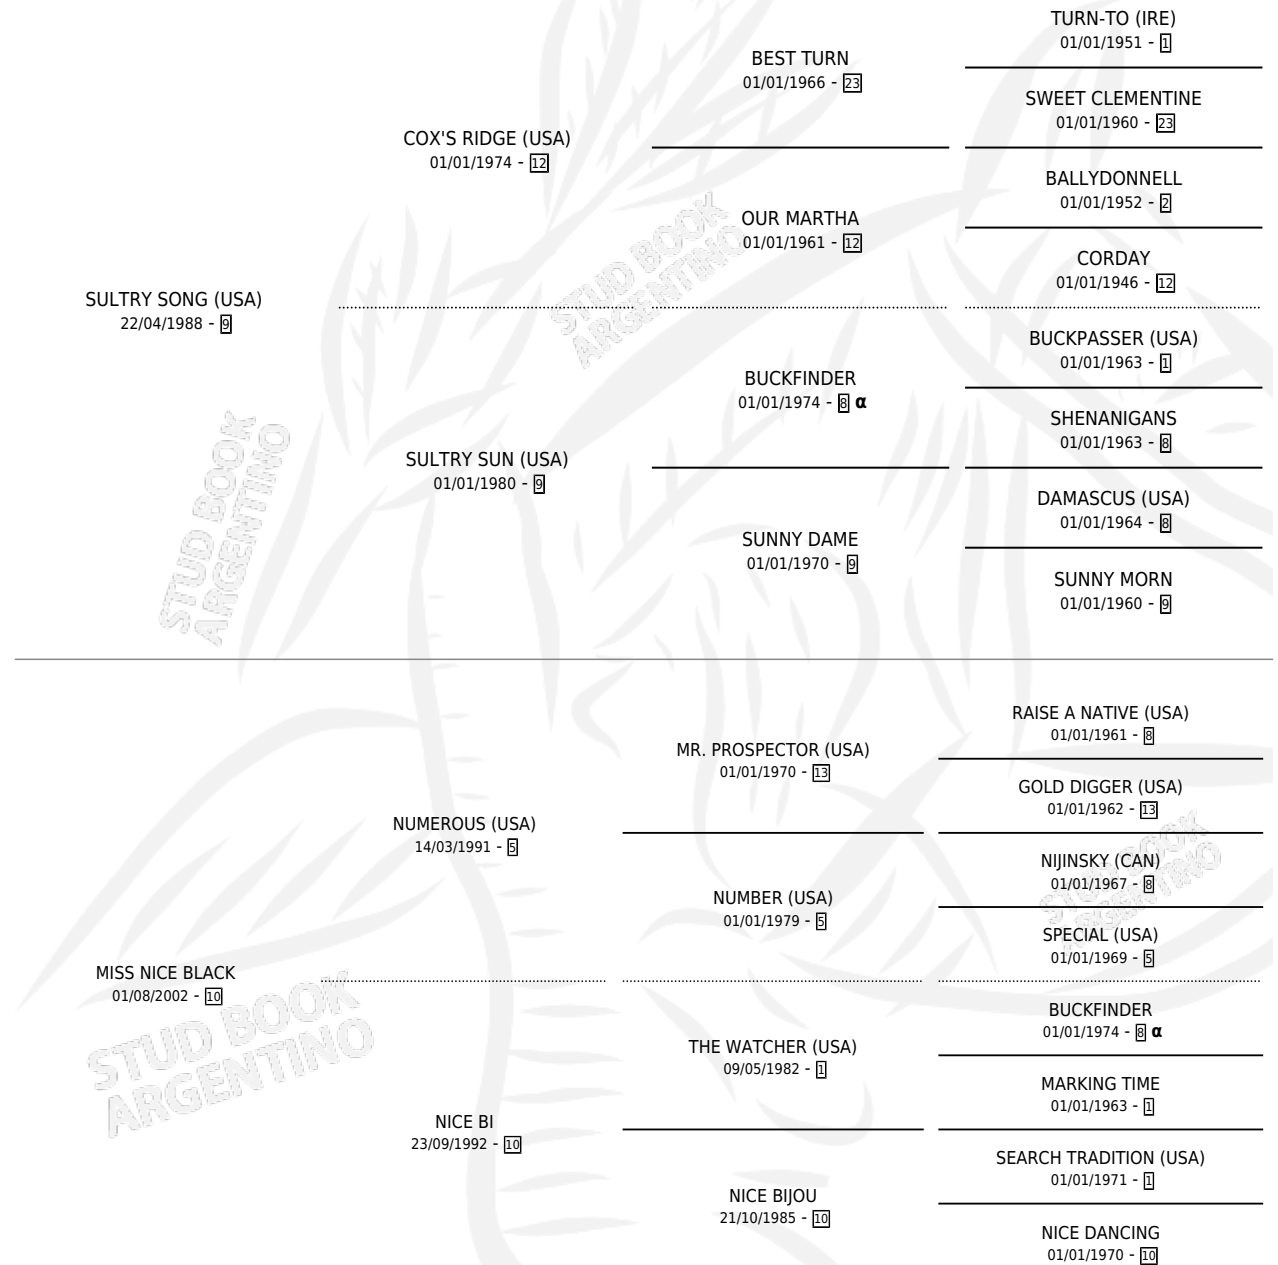 SULTRY SONG (USA)
22/04/1988 - 9
COX'S RIDGE (USA)
01/01/1974 - 12
BEST TURN
01/01/1966 - 23
TURN-TO (IRE)
01/01/1951 - 1
SWEET CLEMENTINE
01/01/1960 - 23
OUR MARTHA
01/01/1961 - 12
BALLYDONNELL
01/01/1952 - 2
CORDAY
01/01/1946 - 12
SULTRY SUN (USA)
01/01/1980 - 9
BUCKFINDER
01/01/1974 - 8 α
BUCKPASSER (USA)
01/01/1963 - 1
SHENANIGANS
01/01/1963 - 8
SUNNY DAME
01/01/1970 - 9
DAMASCUS (USA)
01/01/1964 - 8
SUNNY MORN
01/01/1960 - 9
MISS NICE BLACK
01/08/2002 - 10
NUMEROUS (USA)
14/03/1991 - 5
MR. PROSPECTOR (USA)
01/01/1970 - 13
RAISE A NATIVE (USA)
01/01/1961 - 8
GOLD DIGGER (USA)
01/01/1962 - 13
NUMBER (USA)
01/01/1979 - 5
NIJINSKY (CAN)
01/01/1967 - 8
SPECIAL (USA)
01/01/1969 - 5
NICE BI
23/09/1992 - 10
THE WATCHER (USA)
09/05/1982 - 1
BUCKFINDER
01/01/1974 - 8 α
MARKING TIME
01/01/1963 - 1
NICE BIJOU
21/10/1985 - 10
SEARCH TRADITION (USA)
01/01/1971 - 1
NICE DANCING
01/01/1970 - 10
STUD BOOK
ARGENTINO
STUD BOOK
ARGENTINO
STUD BOOK
ARGENTINO
STUD BOOK
ARGENTINO